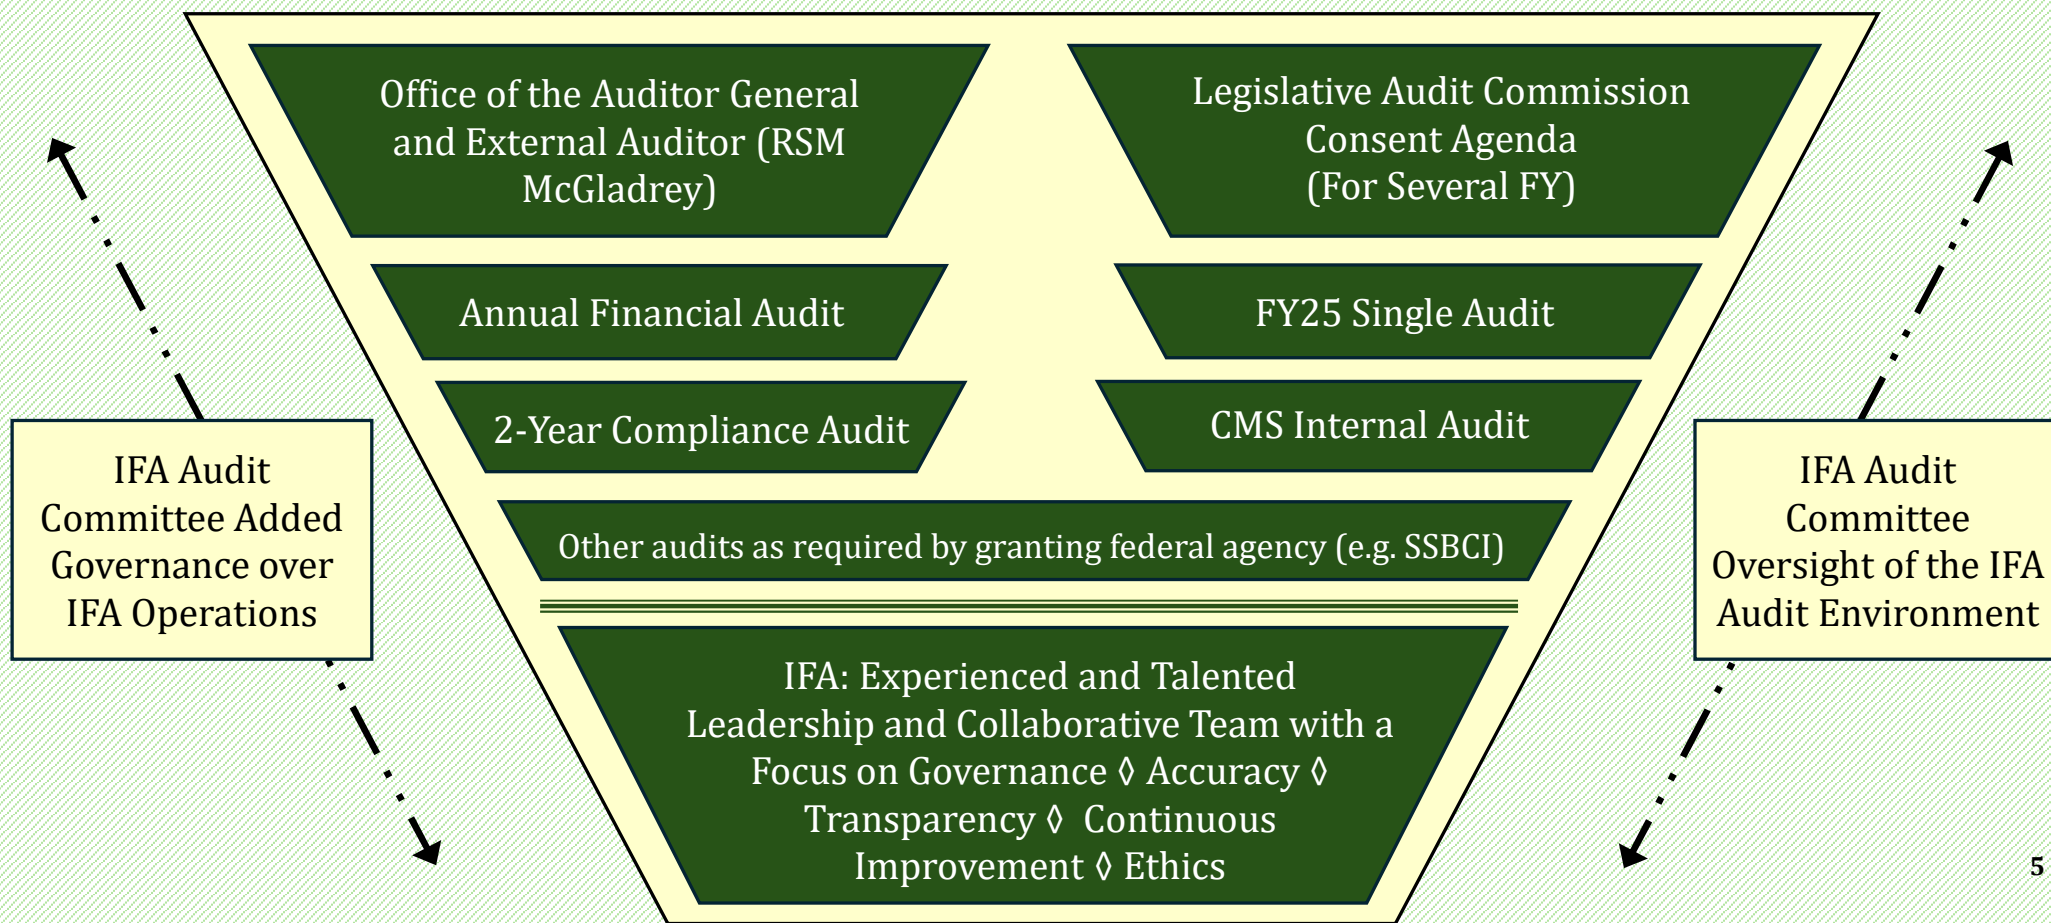 Office of the Auditor General
and External Auditor (RSM
McGladrey)
Legislative Audit Commission
Consent Agenda
(For Several FY)
Annual Financial Audit
FY25 Single Audit
2-Year Compliance Audit
CMS Internal Audit
IFA Audit
Committee Added
Governance over
IFA Operations
IFA Audit
Committee
Oversight of the IFA
Audit Environment
Other audits as required by granting federal agency (e.g. SSBCI)
IFA: Experienced and Talented
Leadership and Collaborative Team with a
Focus on Governance ◊ Accuracy ◊
Transparency ◊ Continuous
Improvement ◊ Ethics
5